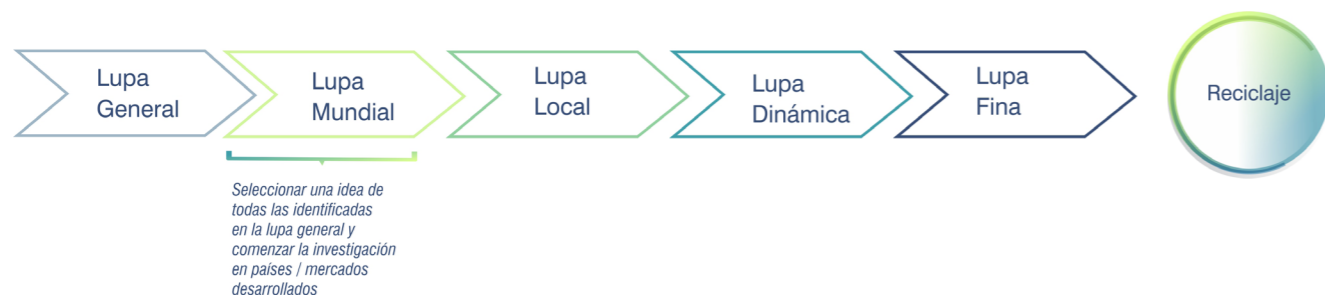 Lupa
General
Lupa
Mundial
Lupa
Local
Lupa
Dinámica
Lupa
Fina
Reciclaje
Seleccionar una idea de
todas las identificadas
en la lupa general y
comenzar la investigación
en países / mercados
desarrollados